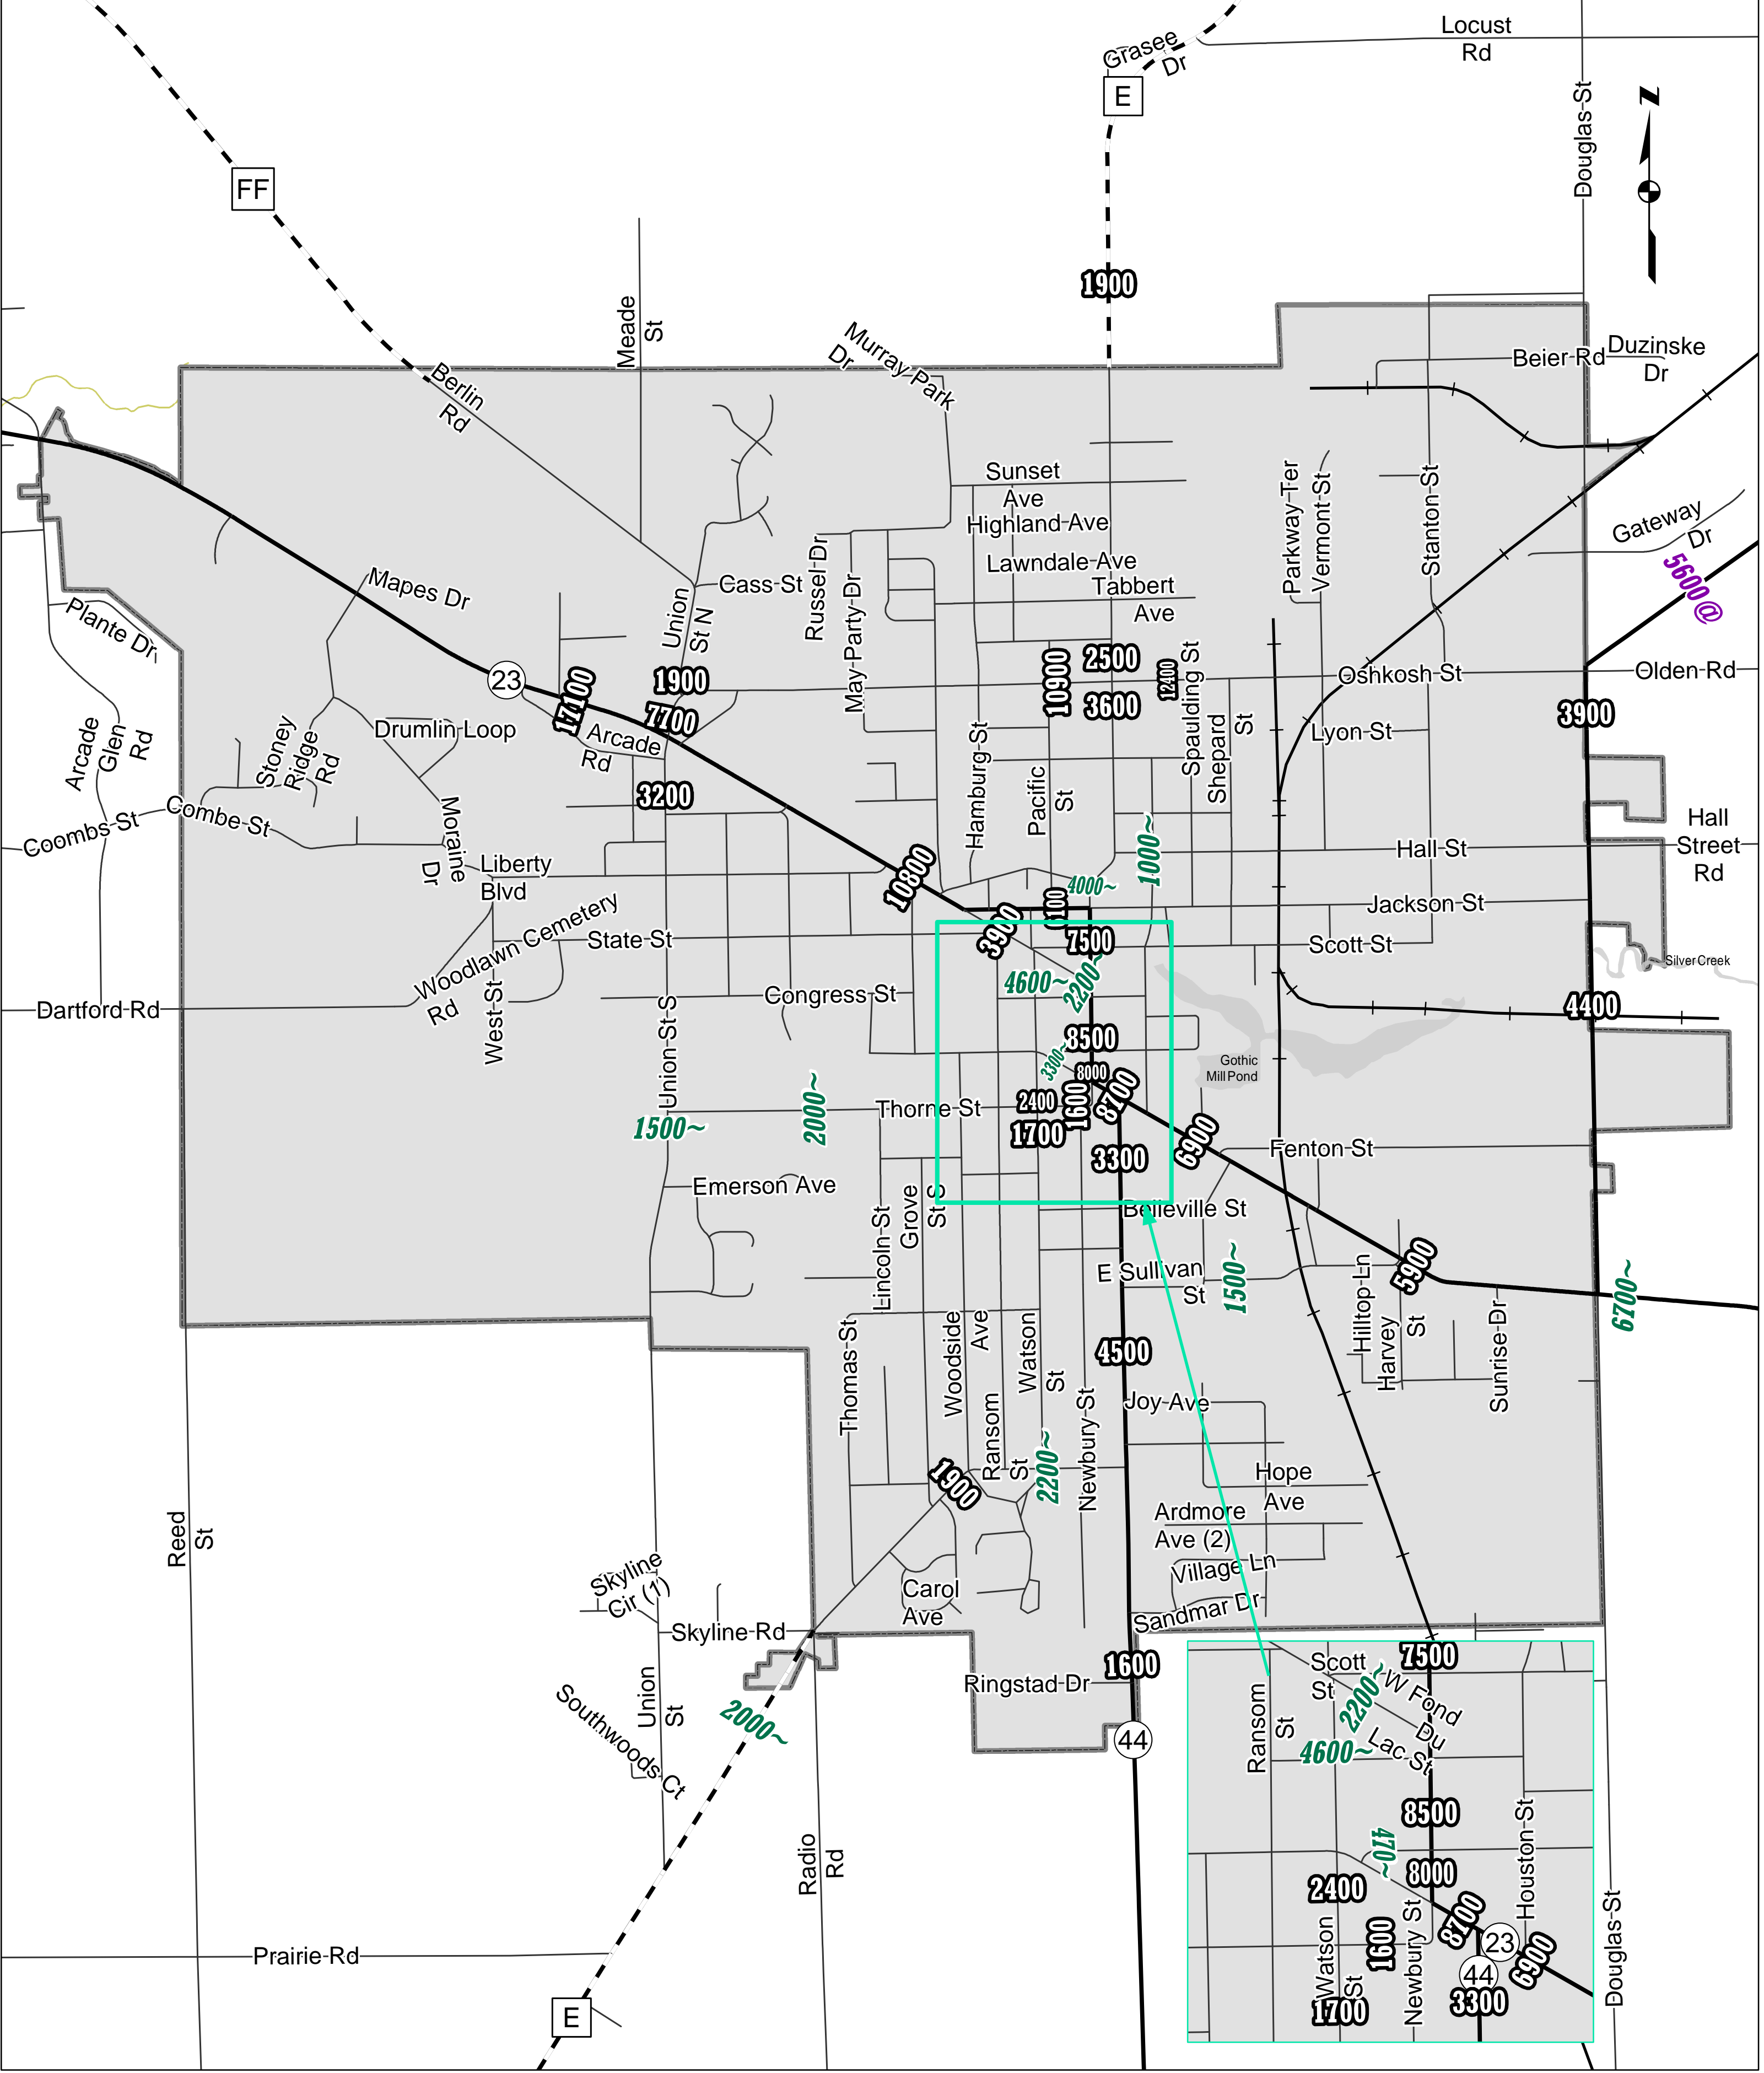 Locust
Rd
Grasee
Dr
E
Douglas St
N
FF
1900
Meade
St
Murray Park
Dr
Berlin
Rd
Beier Rd
Duzinske
Dr
Sunset
Ave
Highland Ave
Lawndale Ave
Tabbert
Ave
Parkway Ter
Vermont St
Stanton St
Gateway
Dr
5600@
Mapes Dr
Plante Dr
Cass St
Union
St N
Russel Dr
May Party Dr
23
17100
1900
7700
10900
2500
12400
3600
Spaulding St
Oshkosh St
Olden Rd
3900
Arcade
Glen
Rd
Stoney
Ridge
Rd
Drumlin Loop
Arcade
Rd
Lyon St
Shepard
St
3200
Hamburg St
Pacific
St
Coombs St
Combe St
Moraine
Dr
Liberty
Blvd
10800
1000~
4000~
Hall St
Hall
Street
Rd
Jackson St
3900
7500
Woodlawn Cemetery
Rd
State St
Scott St
Silver Creek
4600~
2200~
Dartford Rd
West St
Congress St
Union St S
4400
8500
3300~
8000
8700
Gothic
Mill Pond
2400
1600
1700
Thorne St
1500~
2000~
3300
6900
Fenton St
Emerson Ave
Lincoln St
Grove
St S
Belleville St
E Sullivan
St
1500~
Hilltop Ln
5900
6700~
Harvey
St
Sunrise Dr
Thomas St
Woodside
Ave
Watson
St
4500
Joy Ave
Ransom
St
2200~
Newbury St
1900
Hope
Ave
Ardmore
Ave (2)
Village Ln
Sandmar Dr
Carol
Ave
Reed
St
Skyline
Cir (1)
Skyline Rd
Union
St
Southwoods Ct
2000~
Ringstad Dr
1600
44
Radio
Rd
Prairie Rd
E
Scott
St
7500
2200~
W Fond
Du
Lac St
Ransom
St
4600~
8500
470~
8000
Houston St
2400
8700
23
1600
Watson
St
Newbury St
6900
44
1700
3300
Douglas St